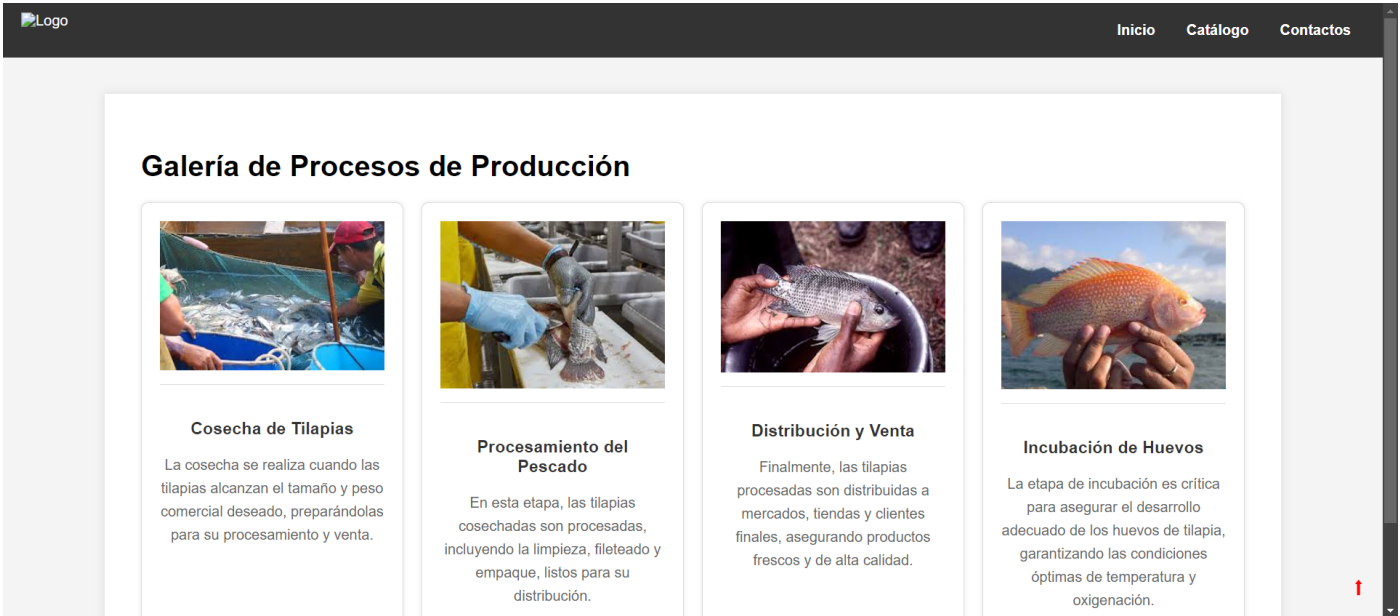 Logo
Inicio Catálogo Contactos
Galería de Procesos de Producción
Cosecha de Tilapias
La cosecha se realiza cuando las
tilapias alcanzan el tamaño y peso
comercial deseado, preparándolas
para su procesamiento y venta.
Procesamiento del
Pescado
En esta etapa, las tilapias
cosechadas son procesadas,
incluyendo la limpieza, fileteado y
empaque, listos para su
distribución.
Distribución y Venta
Finalmente, las tilapias
procesadas son distribuidas a
mercados, tiendas y clientes
finales, asegurando productos
frescos y de alta calidad.
Incubación de Huevos
La etapa de incubación es crítica
para asegurar el desarrollo
adecuado de los huevos de tilapia,
garantizando las condiciones
óptimas de temperatura y
oxigenación.